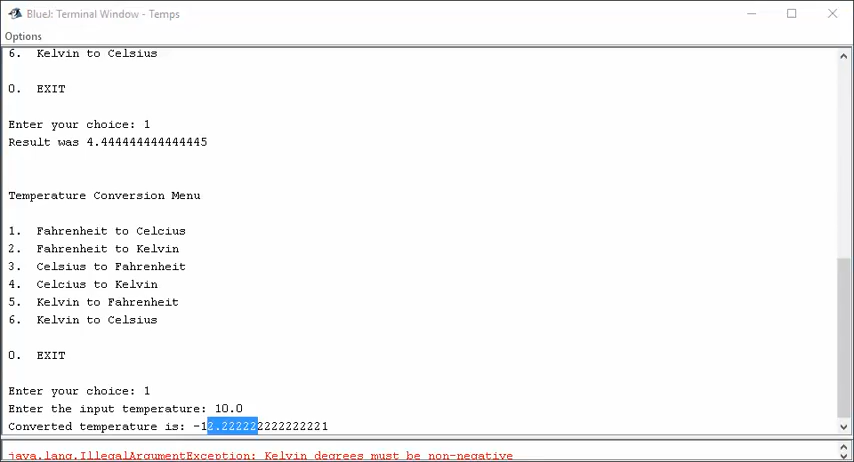 BlueJ: Terminal Window - Temps
Options
6. Kelvin to Celsius
0. EXIT
Enter your choice: 1
Result was 4.444444444444445
Temperature Conversion Menu
1. Fahrenheit to Celcius
2. Fahrenheit to Kelvin
3. Celsius to Fahrenheit
4. Celcius to Kelvin
5. Kelvin to Fahrenheit
6. Kelvin to Celsius
0. EXIT
Enter your choice: 1
Enter the input temperature: 10.0
Converted temperature is: -12.222222222222221
java.lang.IllegalArgumentException: Kelvin degrees must be non-negative